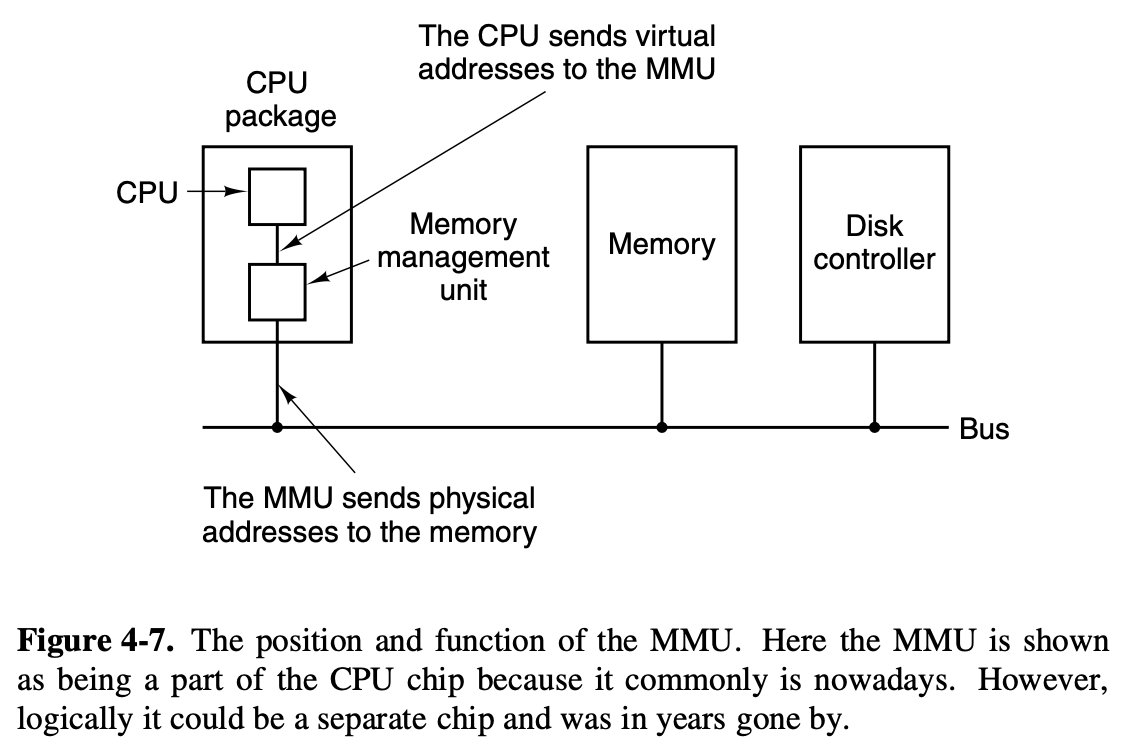 The CPU sends virtual
addresses to the MMU
CPU
package
CPU
Memory
management
unit
Memory
Disk
controller
Bus
The MMU sends physical
addresses to the memory
Figure 4-7. The position and function of the MMU. Here the MMU is shown
as being a part of the CPU chip because it commonly is nowadays. However,
logically it could be a separate chip and was in years gone by.